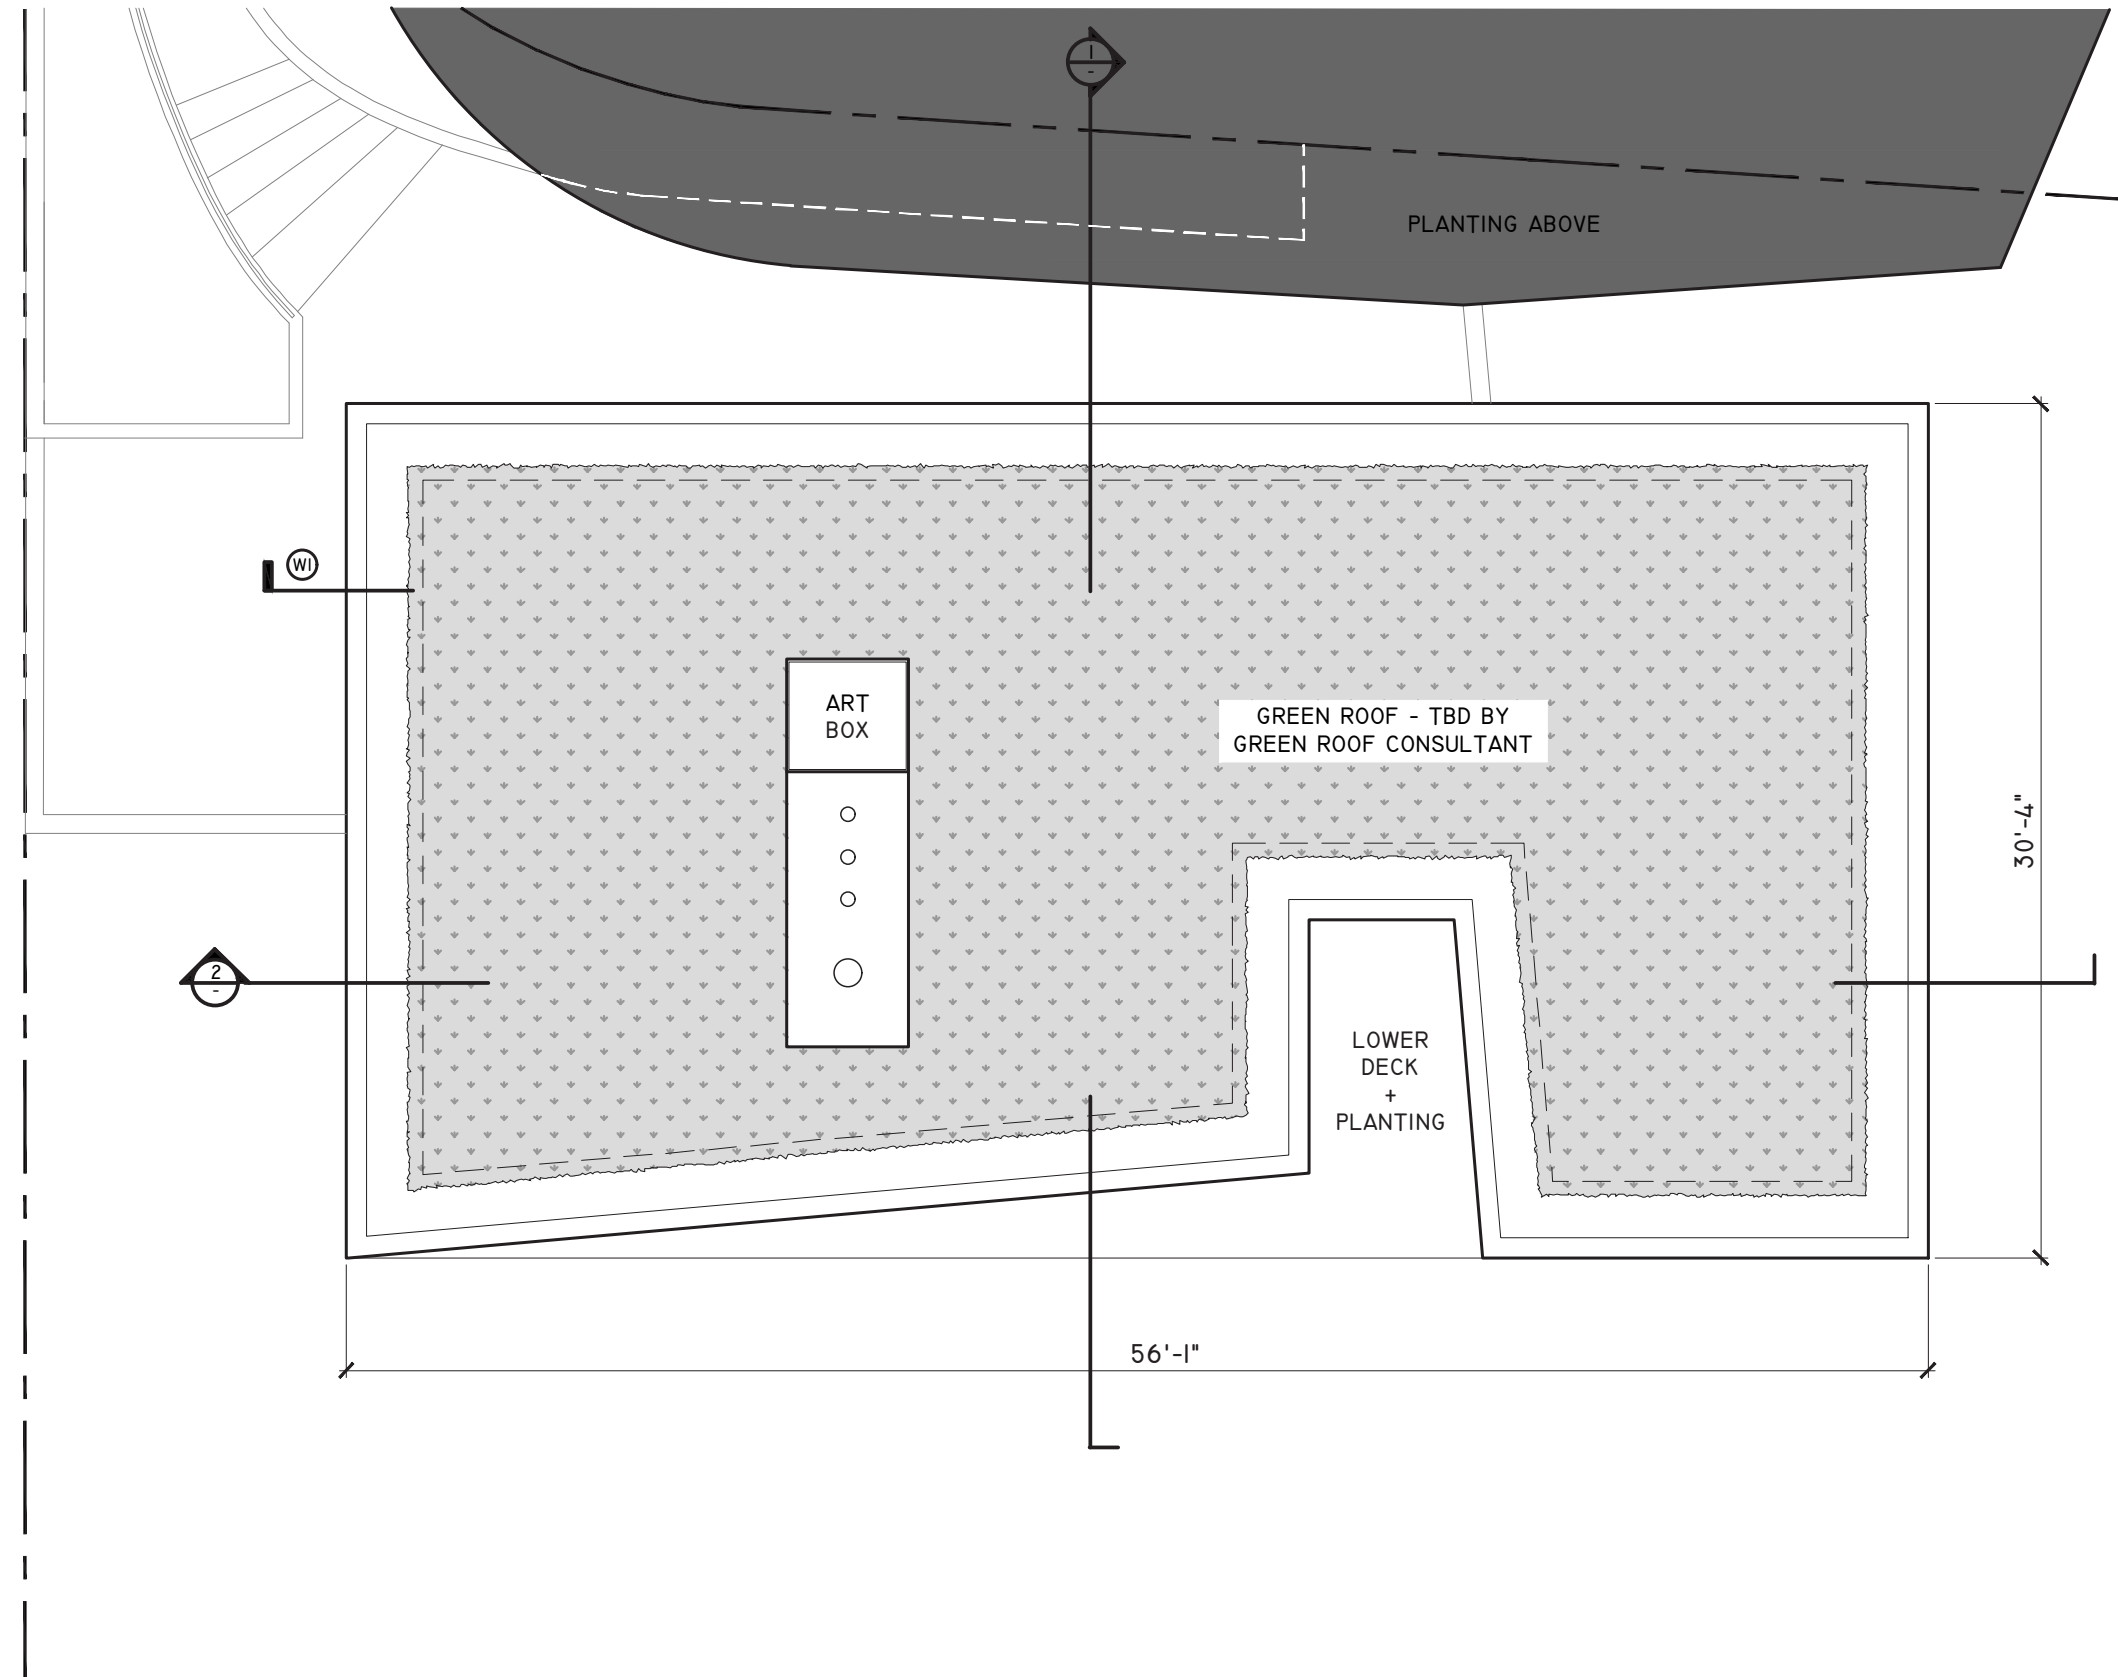 1
-
PLANTING ABOVE
W1
ART
BOX
GREEN ROOF - TBD BY
GREEN ROOF CONSULTANT
30'-4"
2
-
LOWER
DECK
+
PLANTING
56'-1"